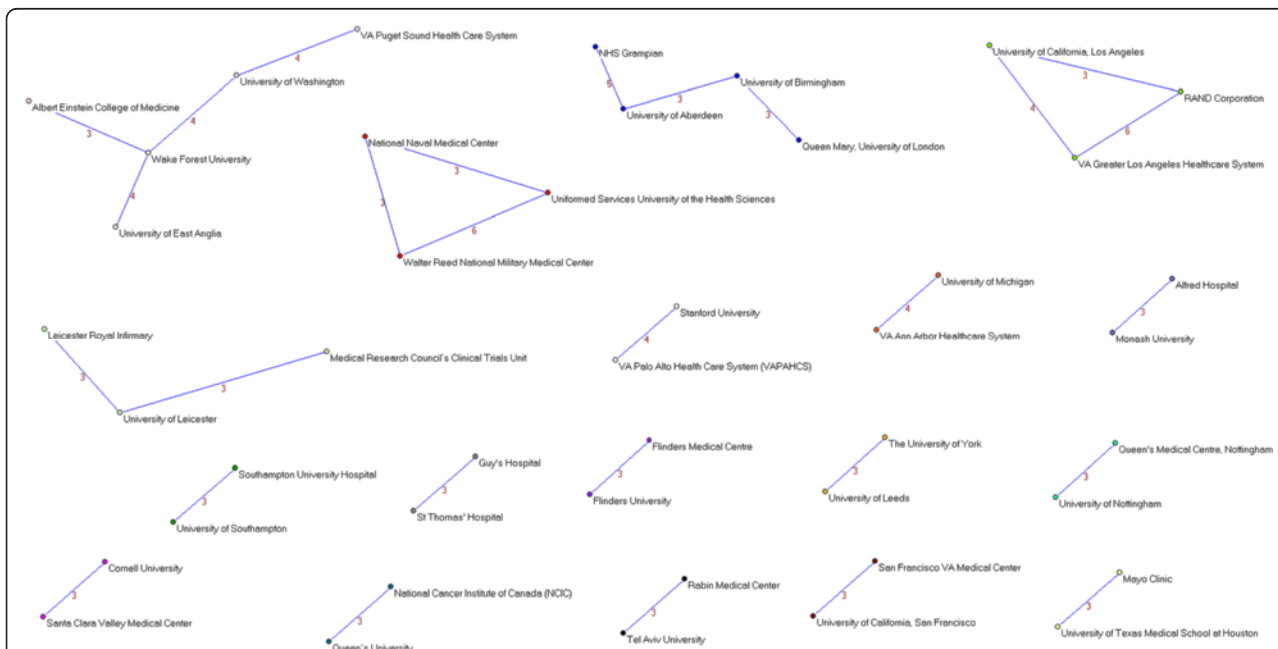 VA Puget Sound Health Care System
4
University of Washington
Albert Einstein College of Medicine
3
4
Wake Forest University
4
University of East Anglia
NHS Grampian
5
University of Birmingham
3
University of Aberdeen
3
Queen Mary, University of London
University of California, Los Angeles
3
RAND Corporation
4
6
VA Greater Los Angeles Healthcare System
National Naval Medical Center
3
3
Uniformed Services University of the Health Sciences
6
Walter Reed National Military Medical Center
Leicester Royal Infirmary
3
Medical Research Council's Clinical Trials Unit
3
University of Leicester
Stanford University
4
VA Palo Alto Health Care System (VAPAHCS)
University of Michigan
4
VA Ann Arbor Healthcare System
Alfred Hospital
3
Monash University
Southampton University Hospital
3
University of Southampton
Guy's Hospital
3
St Thomas' Hospital
Flinders Medical Centre
3
Flinders University
The University of York
3
University of Leeds
Queen's Medical Centre, Nottingham
3
University of Nottingham
Cornell University
3
Santa Clara Valley Medical Center
National Cancer Institute of Canada (NCIC)
3
Queen's University
Rabin Medical Center
3
Tel Aviv University
San Francisco VA Medical Center
3
University of California, San Francisco
Mayo Clinic
3
University of Texas Medical School at Houston